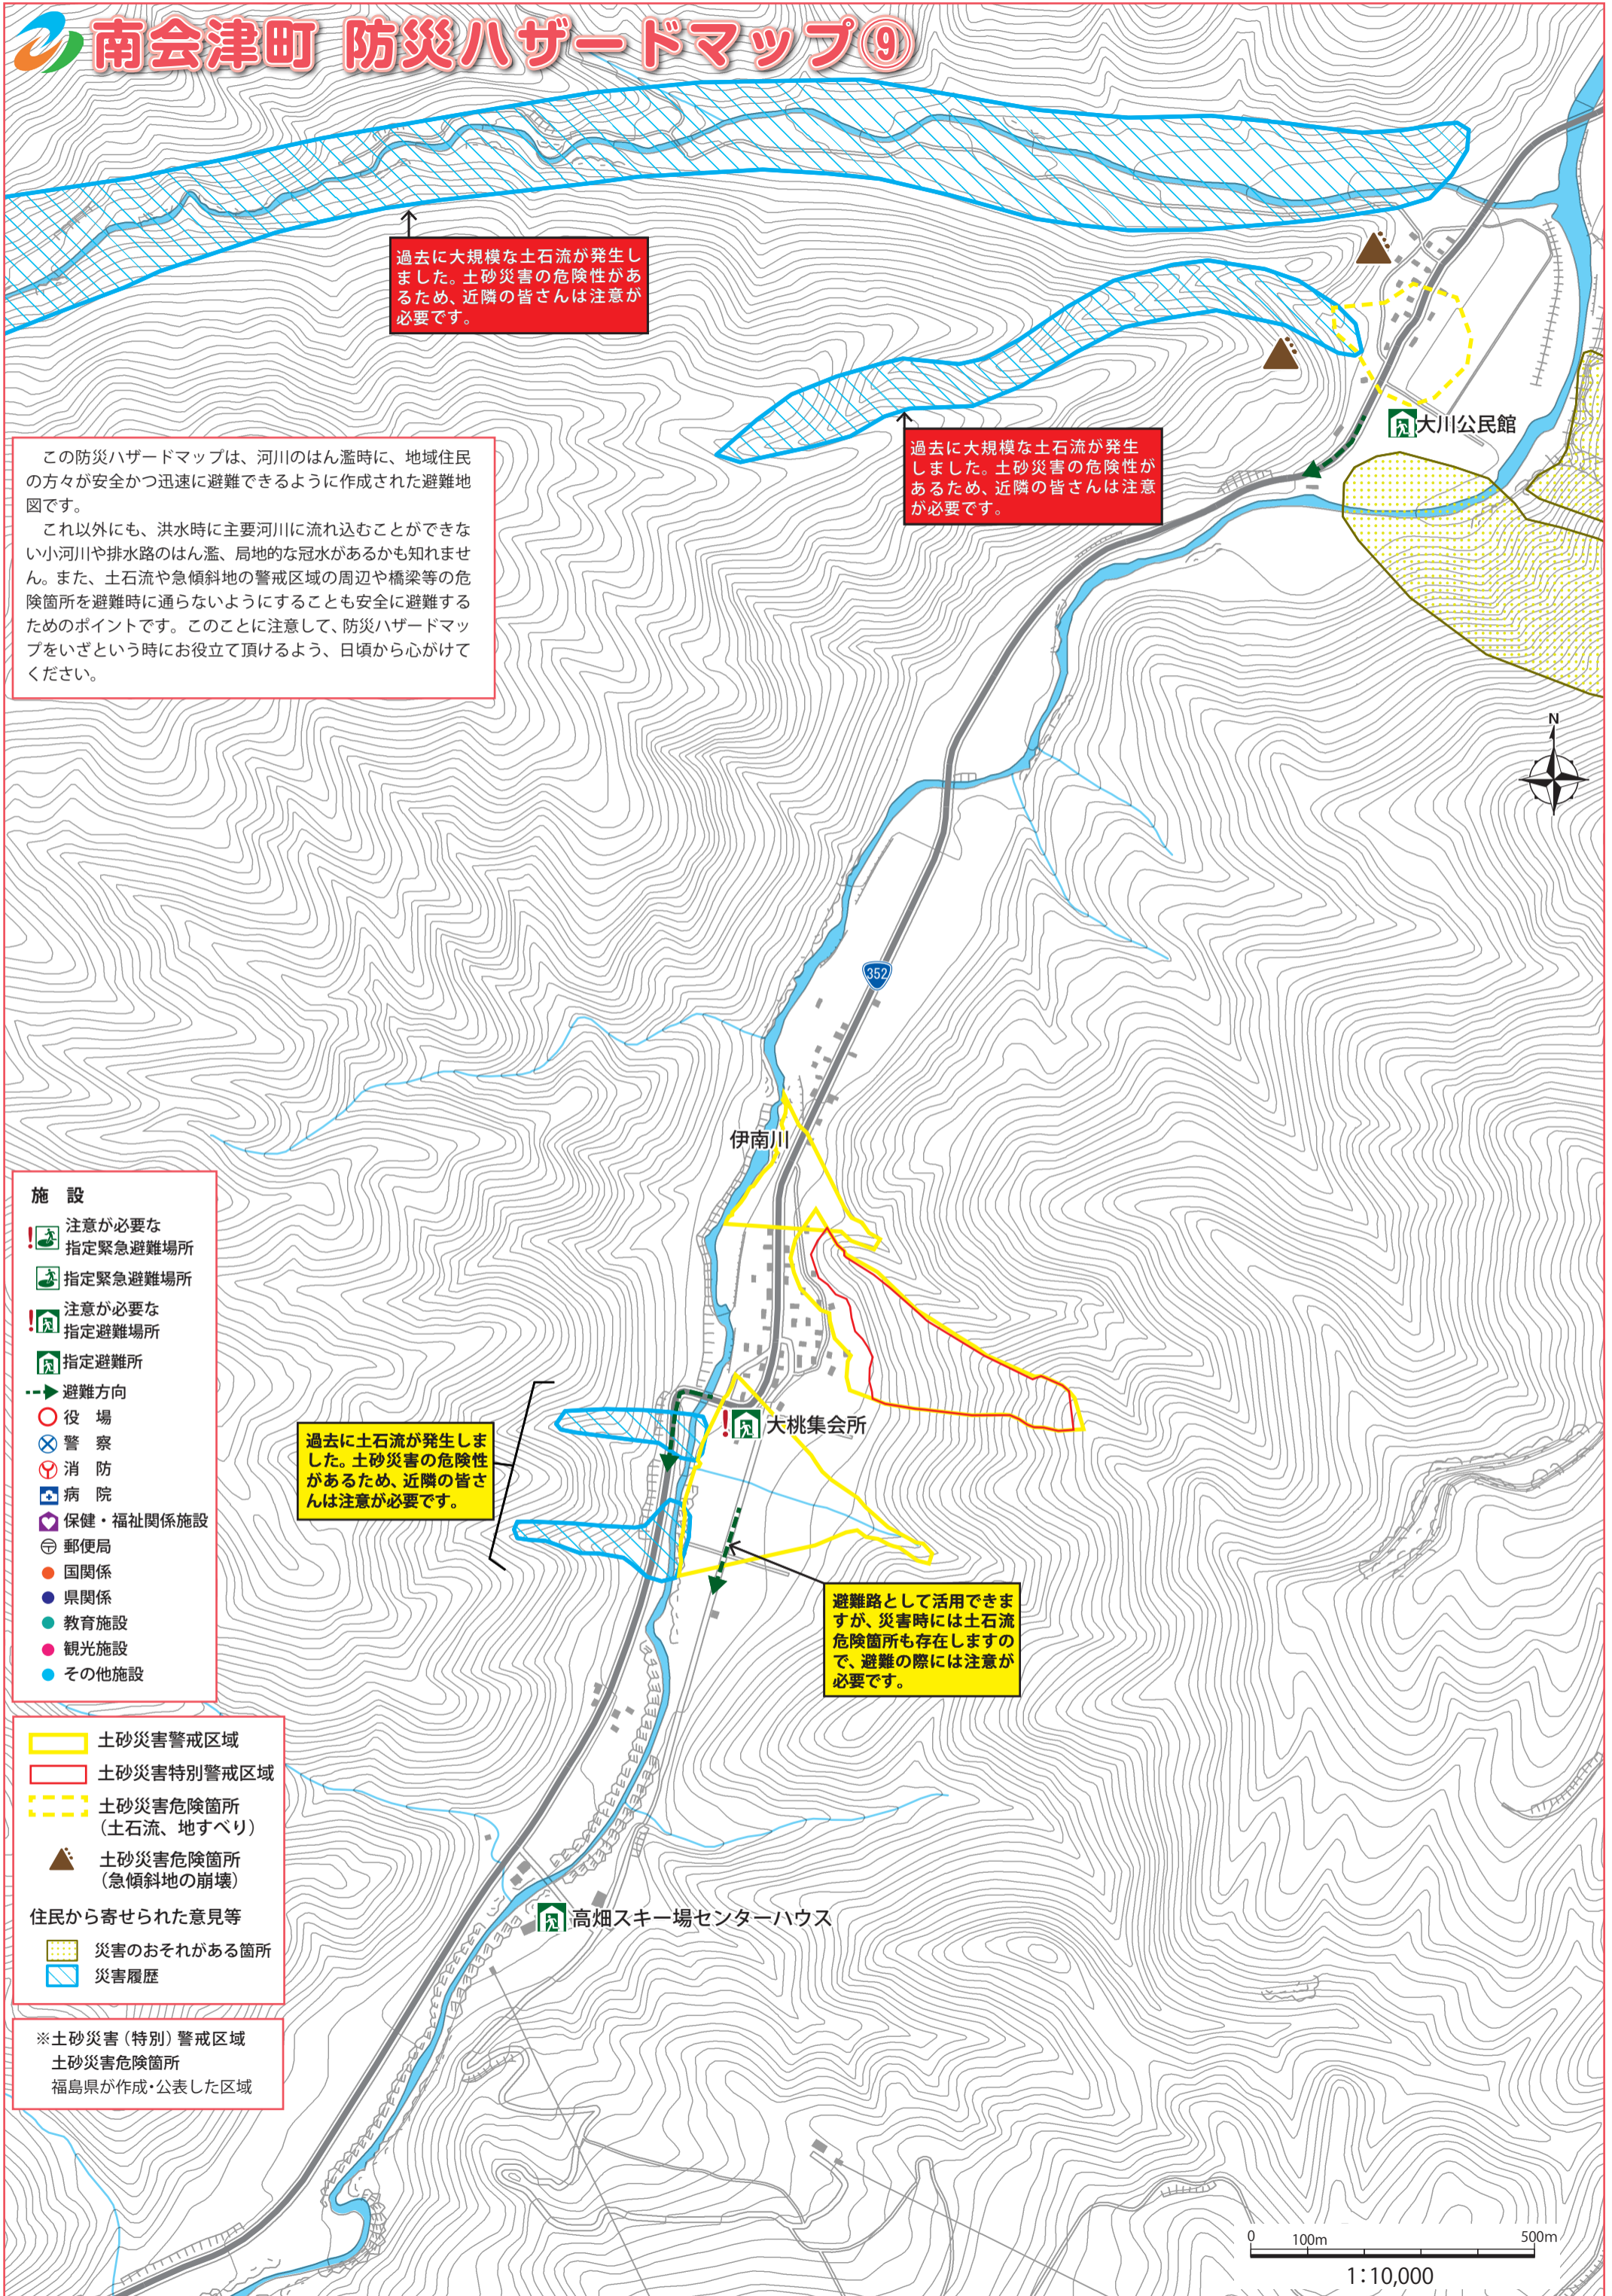 南会津町 防災ハザードマップ⑨
過去に大規模な土石流が発生し
ました。土砂災害の危険性があ
るため、近隣の皆さんは注意が
必要です。
大川公民館
過去に大規模な土石流が発生
しました。土砂災害の危険性が
あるため、近隣の皆さんは注意
が必要です。
この防災ハザードマップは、河川のはん濫時に、地域住民
の方々が安全かつ迅速に避難できるように作成された避難地
図です。
これ以外にも、洪水時に主要河川に流れ込むことができな
い小河川や排水路のはん濫、局地的な冠水があるかも知れませ
ん。また、土石流や急傾斜地の警戒区域の周辺や橋梁等の危
険箇所を避難時に通らないようにすることも安全に避難する
ためのポイントです。このことに注意して、防災ハザードマッ
プをいざという時にお役立て頂けるよう、日頃から心がけて
ください。
N
352
伊南川
施 設
注意が必要な
指定緊急避難場所
指定緊急避難場所
注意が必要な
指定避難場所
指定避難所
避難方向
役 場
警 察
消 防
病 院
保健・福祉関係施設
郵便局
国関係
県関係
教育施設
観光施設
その他施設
大桃集会所
過去に土石流が発生しま
した。土砂災害の危険性
があるため、近隣の皆さ
んは注意が必要です。
避難路として活用できま
すが、災害時には土石流
危険箇所も存在しますの
で、避難の際には注意が
必要です。
土砂災害警戒区域
土砂災害特別警戒区域
土砂災害危険箇所
（土石流、地すべり）
土砂災害危険箇所
（急傾斜地の崩壊）
住民から寄せられた意見等
災害のおそれがある箇所
災害履歴
高畑スキー場センターハウス
※土砂災害（特別）警戒区域
土砂災害危険箇所
福島県が作成・公表した区域
0 100m 500m
1：10,000